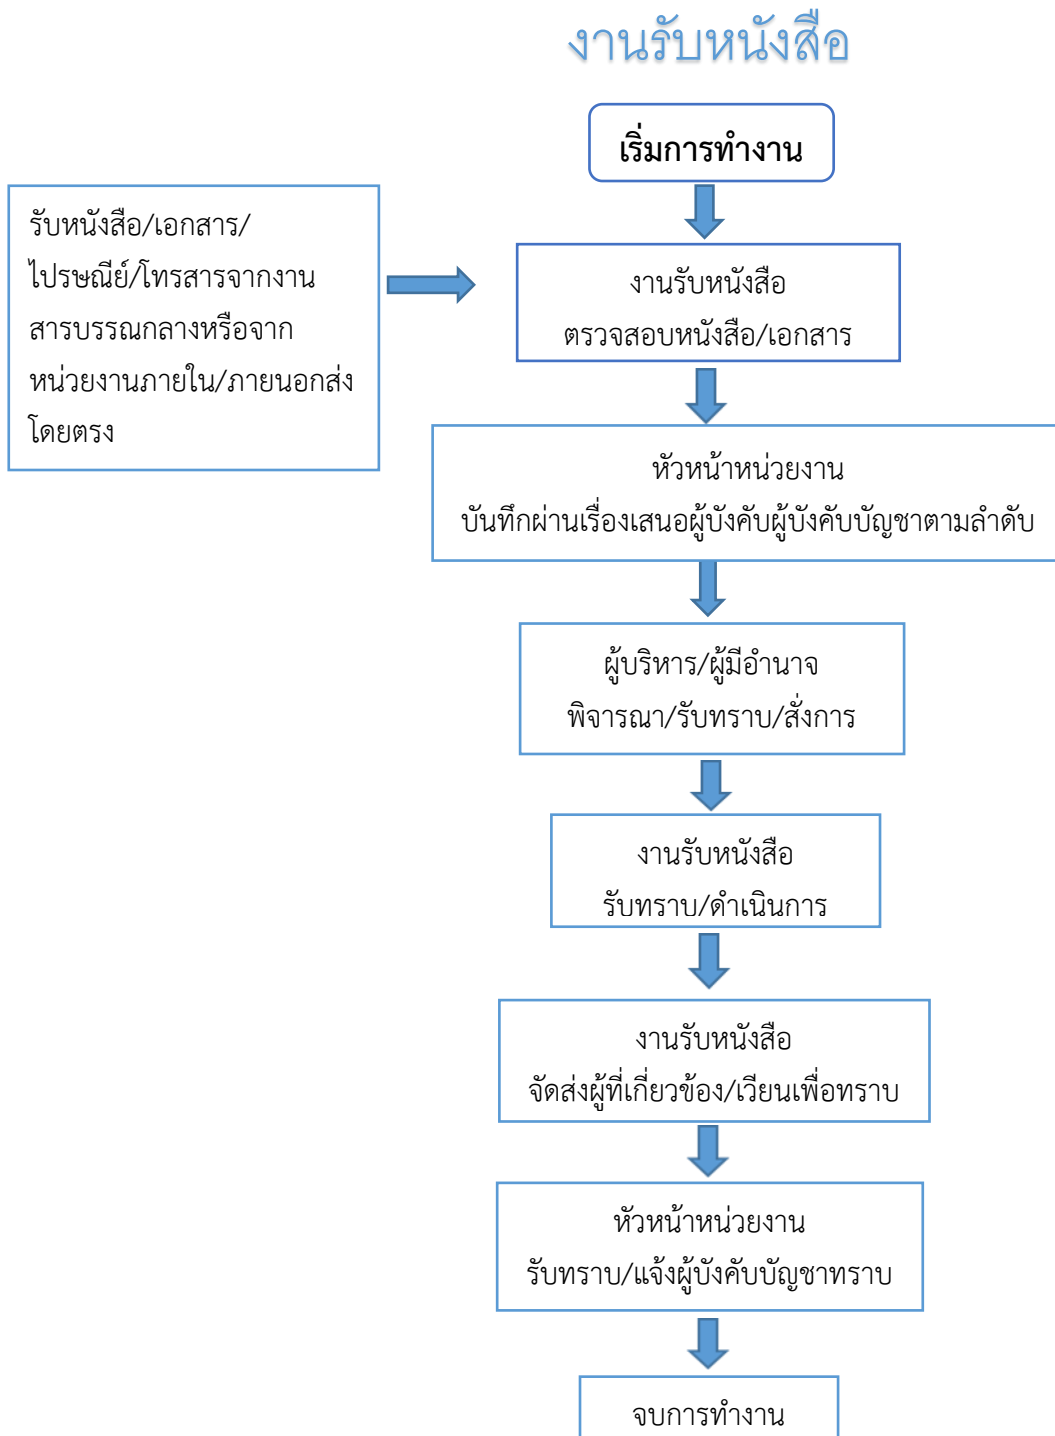 งานรับหนังสือ
เริ่มการทำงาน
รับหนังสือ/เอกสาร/
ไปรษณีย์/โทรสารจากงาน
สารบรรณกลางหรือจาก
หน่วยงานภายใน/ภายนอกส่ง
โดยตรง
งานรับหนังสือ
ตรวจสอบหนังสือ/เอกสาร
หัวหน้าหน่วยงาน
บันทึกผ่านเรื่องเสนอผู้บังคับผู้บังคับบัญชาตามลำดับ
ผู้บริหาร/ผู้มีอำนาจ
พิจารณา/รับทราบ/สั่งการ
งานรับหนังสือ
รับทราบ/ดำเนินการ
งานรับหนังสือ
จัดส่งผู้ที่เกี่ยวข้อง/เวียนเพื่อทราบ
หัวหน้าหน่วยงาน
รับทราบ/แจ้งผู้บังคับบัญชาทราบ
จบการทำงาน